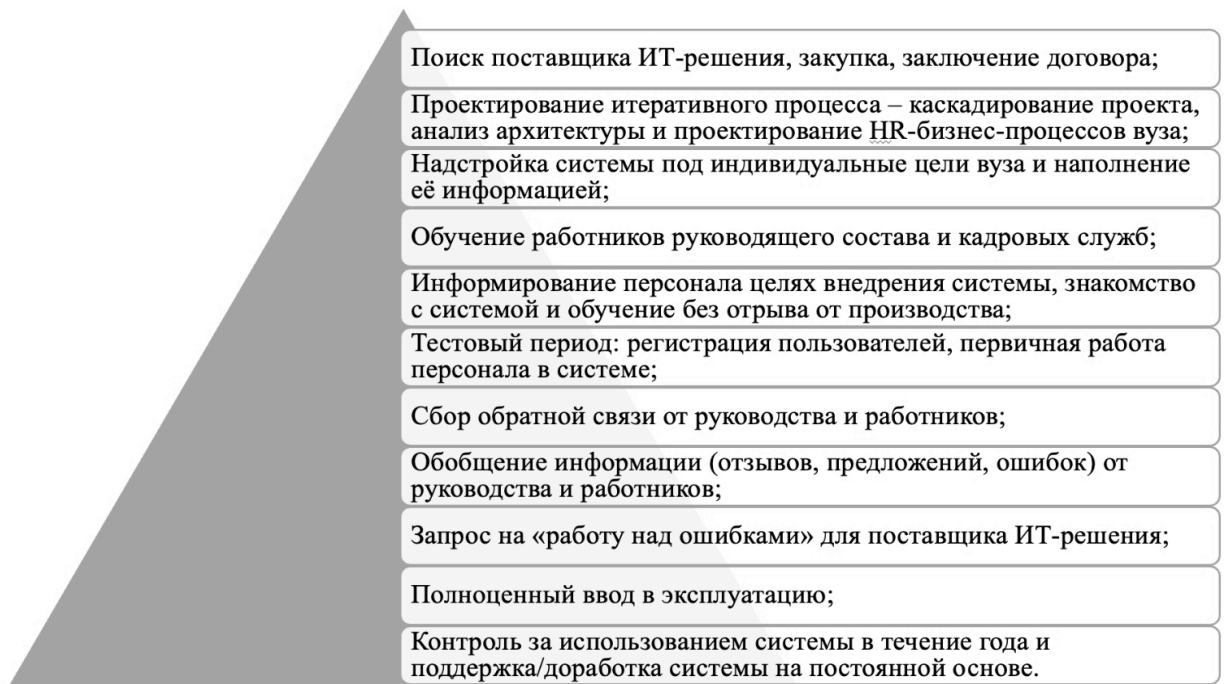 Поиск поставщика ИТ-решения, закупка, заключение договора;
Проектирование итеративного процесса – каскадирование проекта,
анализ архитектуры и проектирование HR-бизнес-процессов вуза;
Надстройка системы под индивидуальные цели вуза и наполнение
её информацией;
Обучение работников руководящего состава и кадровых служб;
Информирование персонала целях внедрения системы, знакомство
с системой и обучение без отрыва от производства;
Тестовый период: регистрация пользователей, первичная работа
персонала в системе;
Сбор обратной связи от руководства и работников;
Обобщение информации (отзывов, предложений, ошибок) от
руководства и работников;
Запрос на «работу над ошибками» для поставщика ИТ-решения;
Полноценный ввод в эксплуатацию;
Контроль за использованием системы в течение года и
поддержка/доработка системы на постоянной основе.